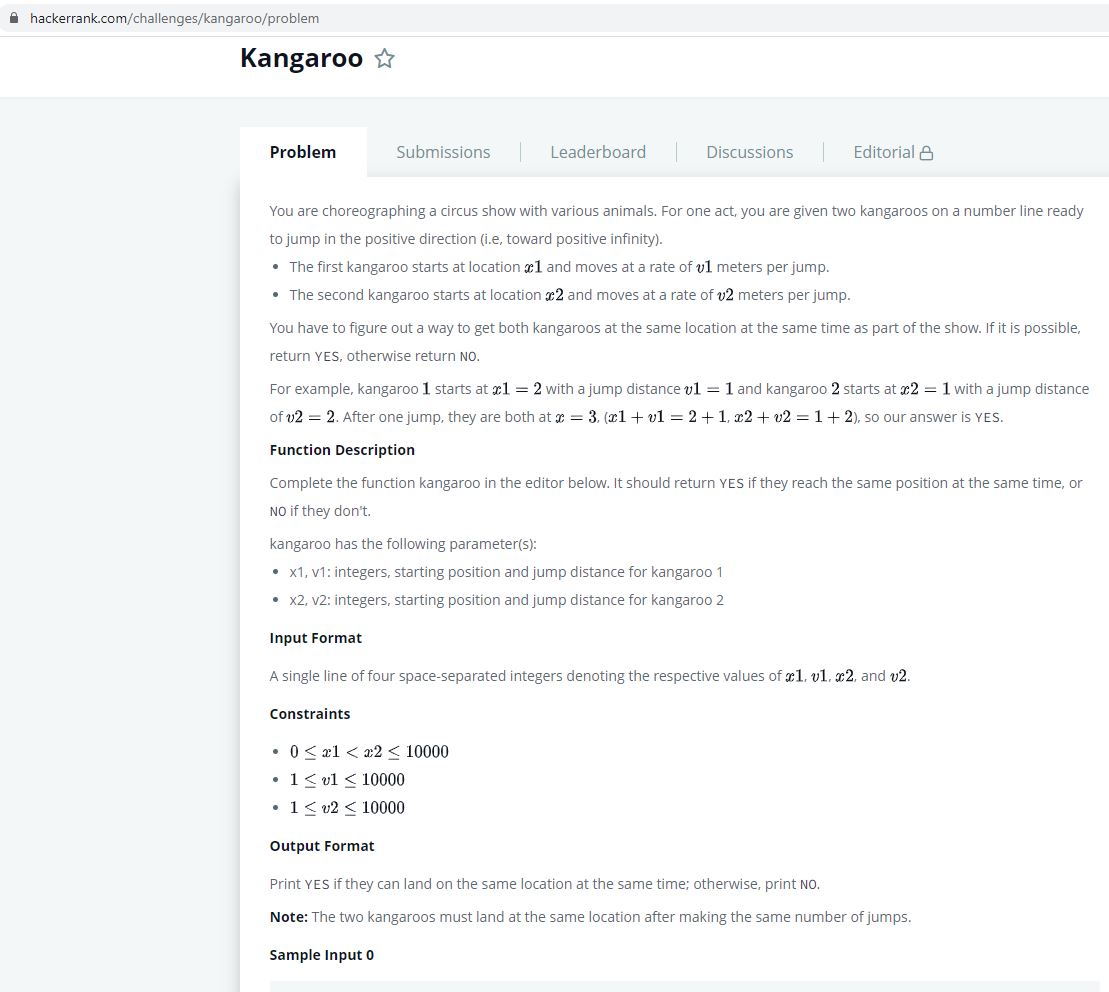 hackerrank.com/challenges/kangaroo/problem
Kangaroo
Problem
Submissions
Leaderboard
Discussions
Editorial
You are choreographing a circus show with various animals. For one act, you are given two kangaroos on a number line ready
to jump in the positive direction (i.e, toward positive infinity).
• The first kangaroo starts at location x1 and moves at a rate of v1 meters per jump.
• The second kangaroo starts at location x2 and moves at a rate of v2 meters per jump.
You have to figure out a way to get both kangaroos at the same location at the same time as part of the show. If it is possible,
return YES, otherwise return NO.
For example, kangaroo 1 starts at x1 = 2 with a jump distance v1 = 1 and kangaroo 2 starts at x2 = 1 with a jump distance
of v2 = 2. After one jump, they are both at x = 3, (x1 + v1 = 2 + 1, x2 + v2 = 1 + 2), so our answer is YES.
Function Description
Complete the function kangaroo in the editor below. It should return YES if they reach the same position at the same time, or
NO if they don't.
kangaroo has the following parameter(s):
• x1, v1: integers, starting position and jump distance for kangaroo 1
• x2, v2: integers, starting position and jump distance for kangaroo 2
Input Format
A single line of four space-separated integers denoting the respective values of x1, v1, x2, and v2.
Constraints
• 0 ≤ x1 < x2 ≤ 10000
• 1 ≤ v1 ≤ 10000
• 1 ≤ v2 ≤ 10000
Output Format
Print YES if they can land on the same location at the same time; otherwise, print NO.
Note: The two kangaroos must land at the same location after making the same number of jumps.
Sample Input 0